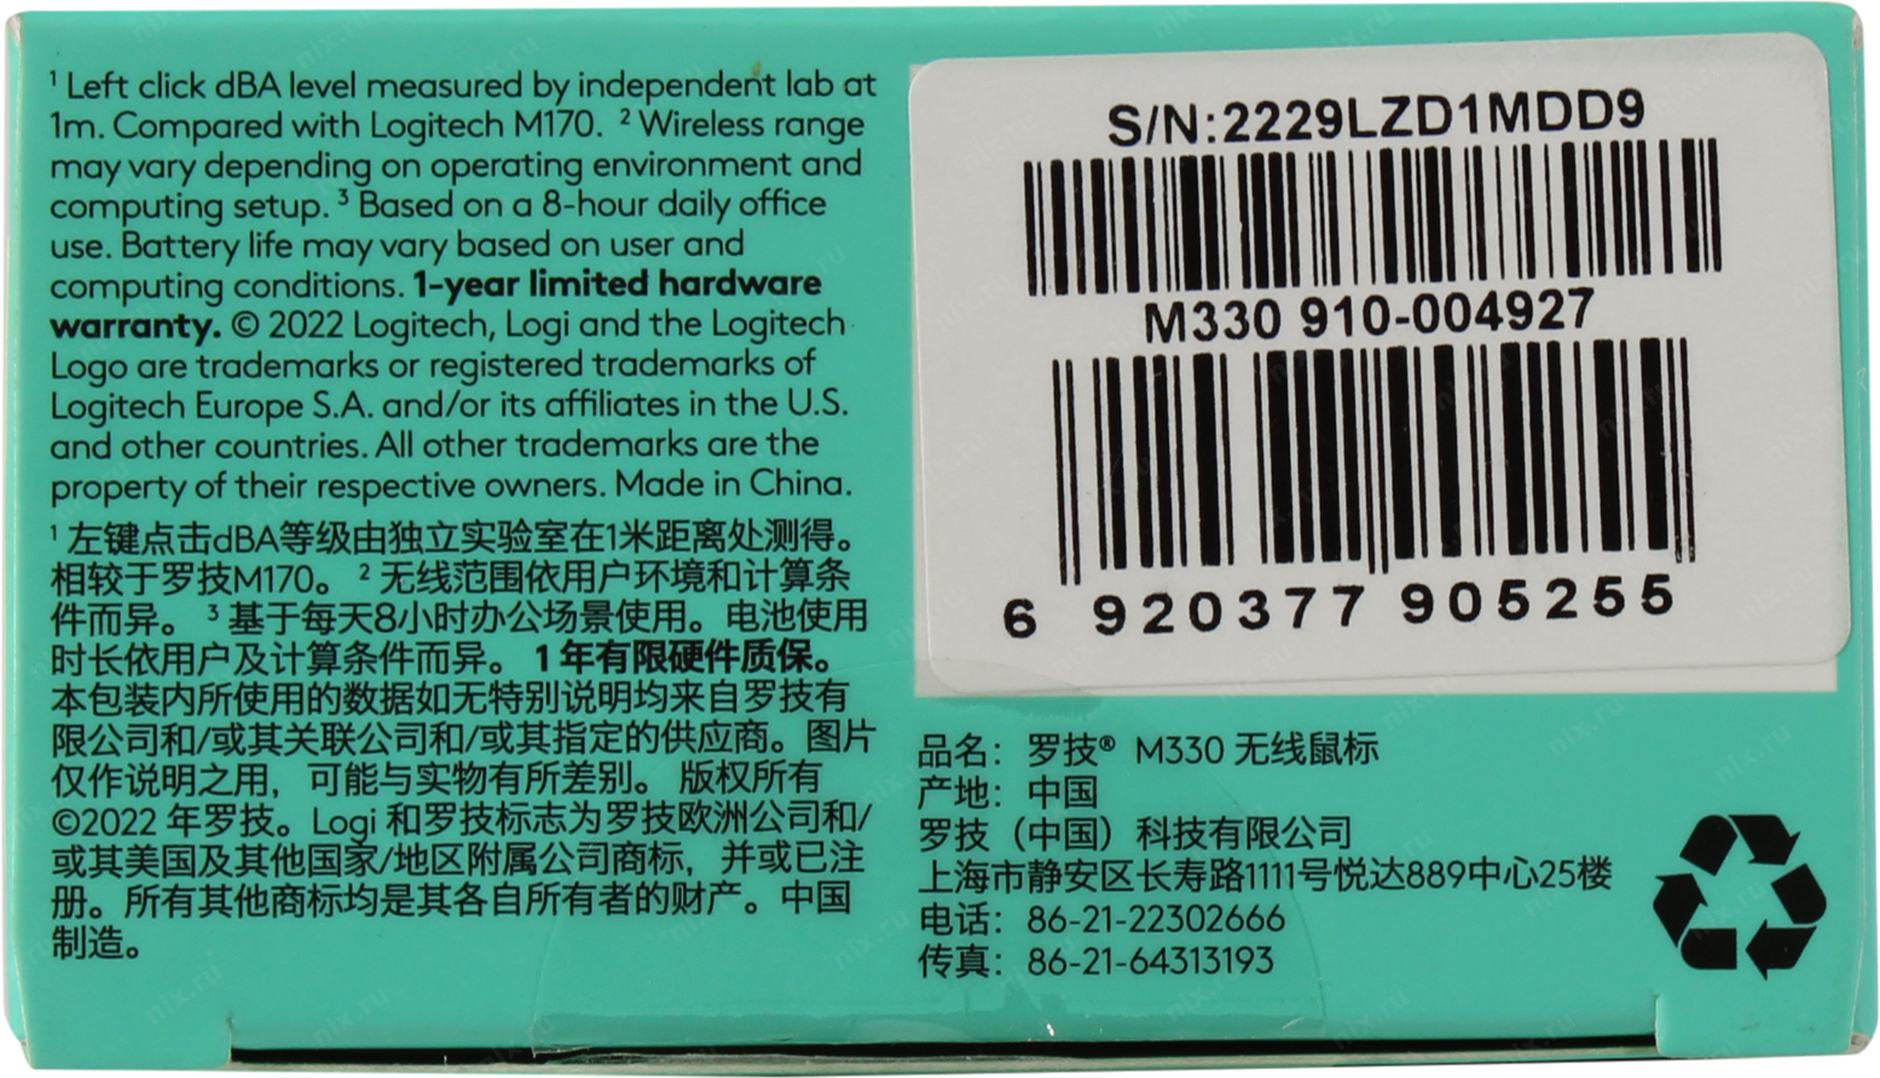 ¹ Left click dBA level measured by independent lab at
1m. Compared with Logitech M170. ² Wireless range
may vary depending on operating environment and
computing setup. ³ Based on a 8-hour daily office
use. Battery life may vary based on user and
computing conditions. 1-year limited hardware
warranty. © 2022 Logitech, Logi and the Logitech
Logo are trademarks or registered trademarks of
Logitech Europe S.A. and/or its affiliates in the U.S.
and other countries. All other trademarks are the
property of their respective owners. Made in China.
¹ 左键点击dBA等级由独立实验室在1米距离处测得。
相较于罗技M170。 ² 无线范围依用户环境和计算条
件而异。 ³ 基于每天8小时办公场景使用。电池使用
时长依用户及计算条件而异。 1 年有限硬件质保。
本包装内所使用的数据如无特别说明均来自罗技有
限公司和/或其关联公司和/或其指定的供应商。图片
仅作说明之用，可能与实物有所差别。 版权所有
©2022 年罗技。Logi 和罗技标志为罗技欧洲公司和/
或其美国及其他国家/地区附属公司商标，并或已注
册。所有其他商标均是其各自所有者的财产。中国
制造。
S/N:2229LZD1MDD9
M330 910-004927
6 920377 905255
品名： 罗技® M330 无线鼠标
产地： 中国
罗技（中国）科技有限公司
上海市静安区长寿路1111号悦达889中心25楼
电话： 86-21-22302666
传真： 86-21-64313193
nix.ru